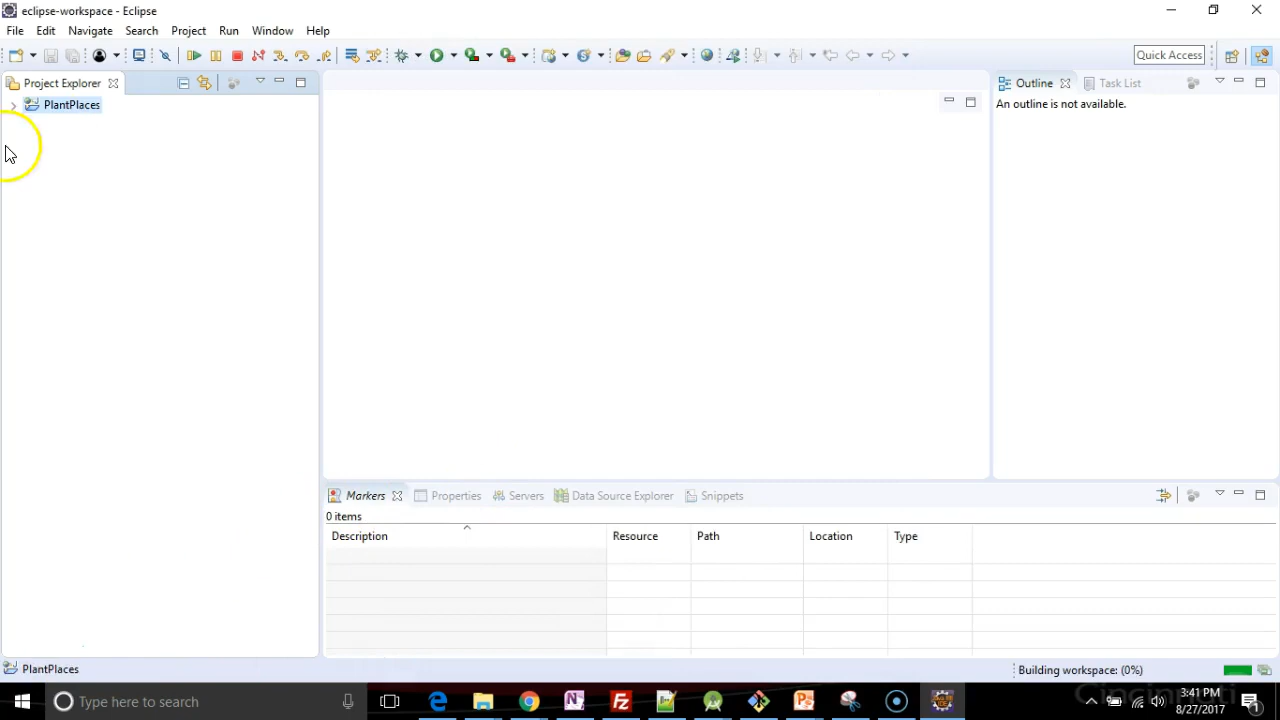 eclipse-workspace - Eclipse
File Edit Navigate Search Project Run Window Help
Quick Access
Project Explorer
PlantPlaces
Outline Task List
An outline is not available.
Markers Properties Servers Data Source Explorer Snippets
0 items
Description Resource Path Location Type
PlantPlaces
Building workspace: (0%)
Type here to search
Cincinnati
3:41 PM
8/27/2017